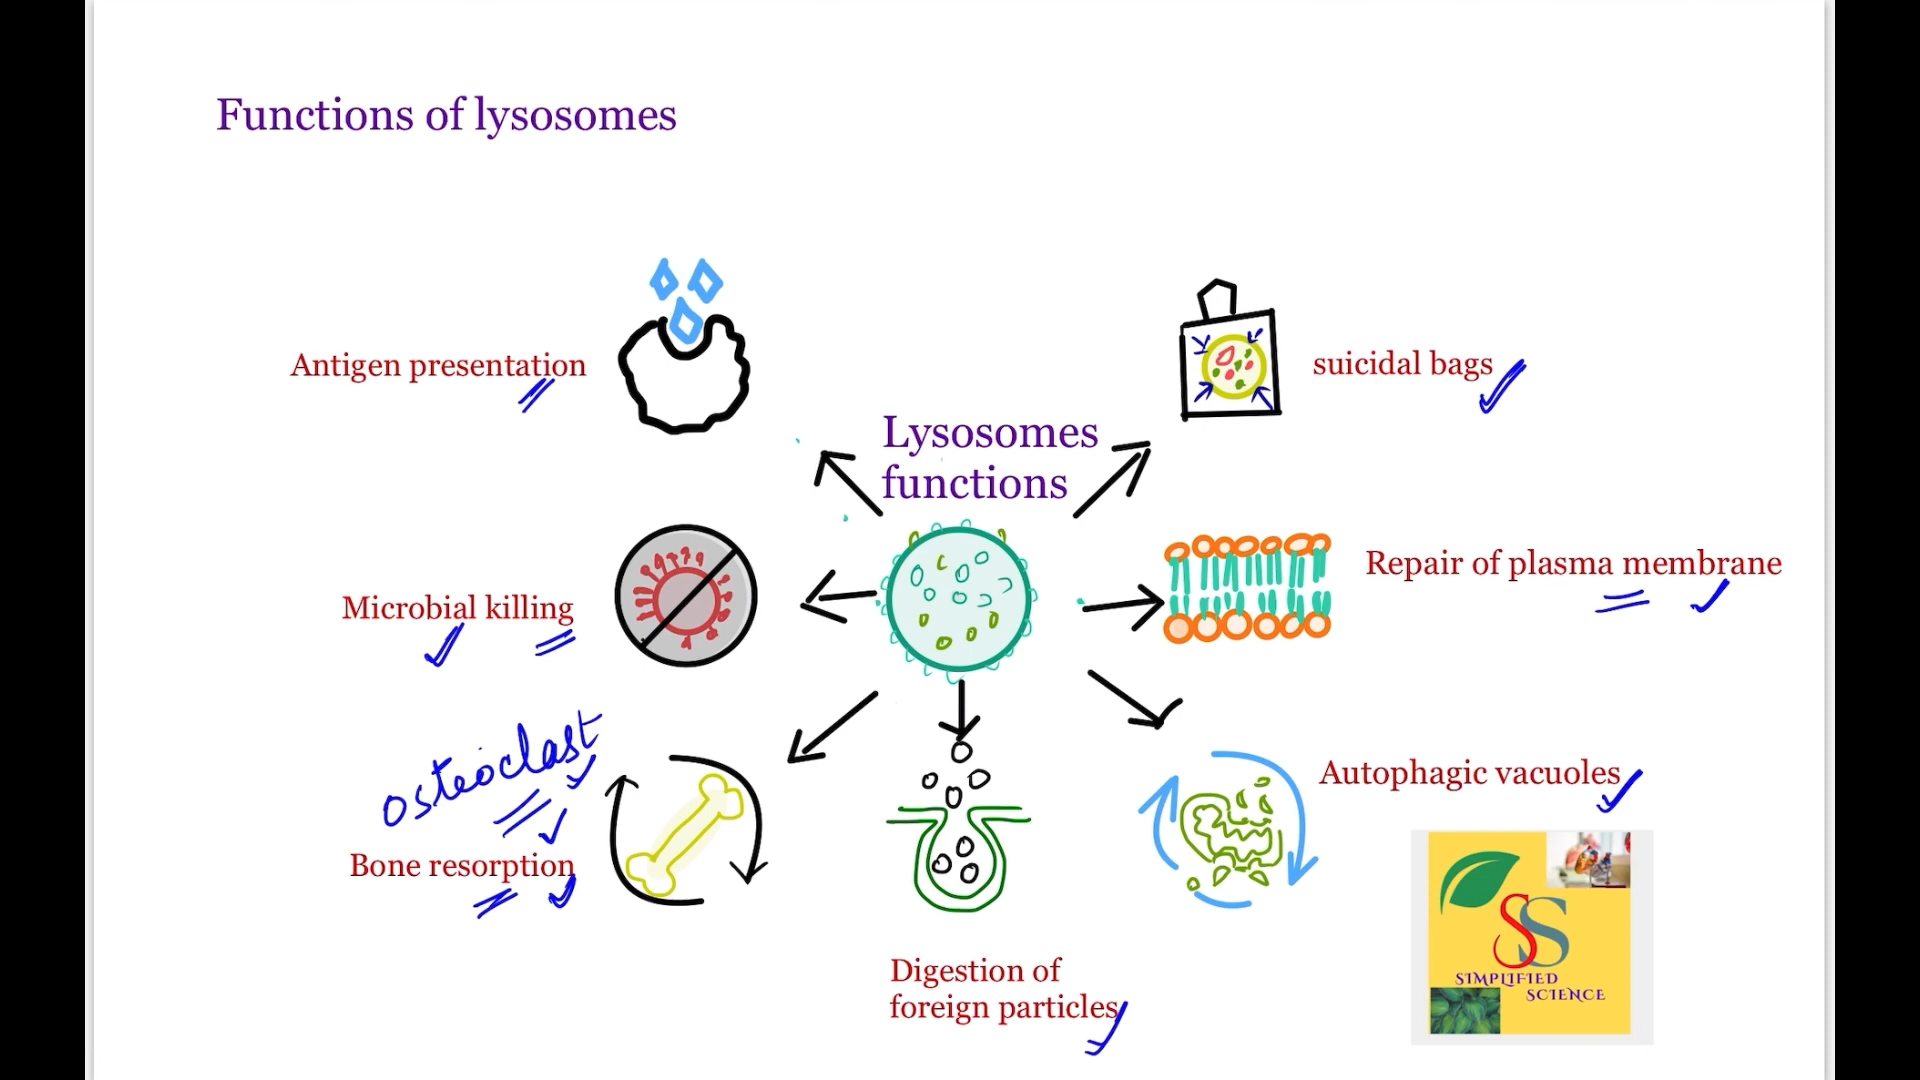 Functions of lysosomes
Antigen presentation
suicidal bags
Lysosomes
functions
Repair of plasma membrane
Microbial killing
osteoclast
Autophagic vacuoles
Bone resorption
Digestion of
foreign particles
SS
SIMPLIFIED
SCIENCE